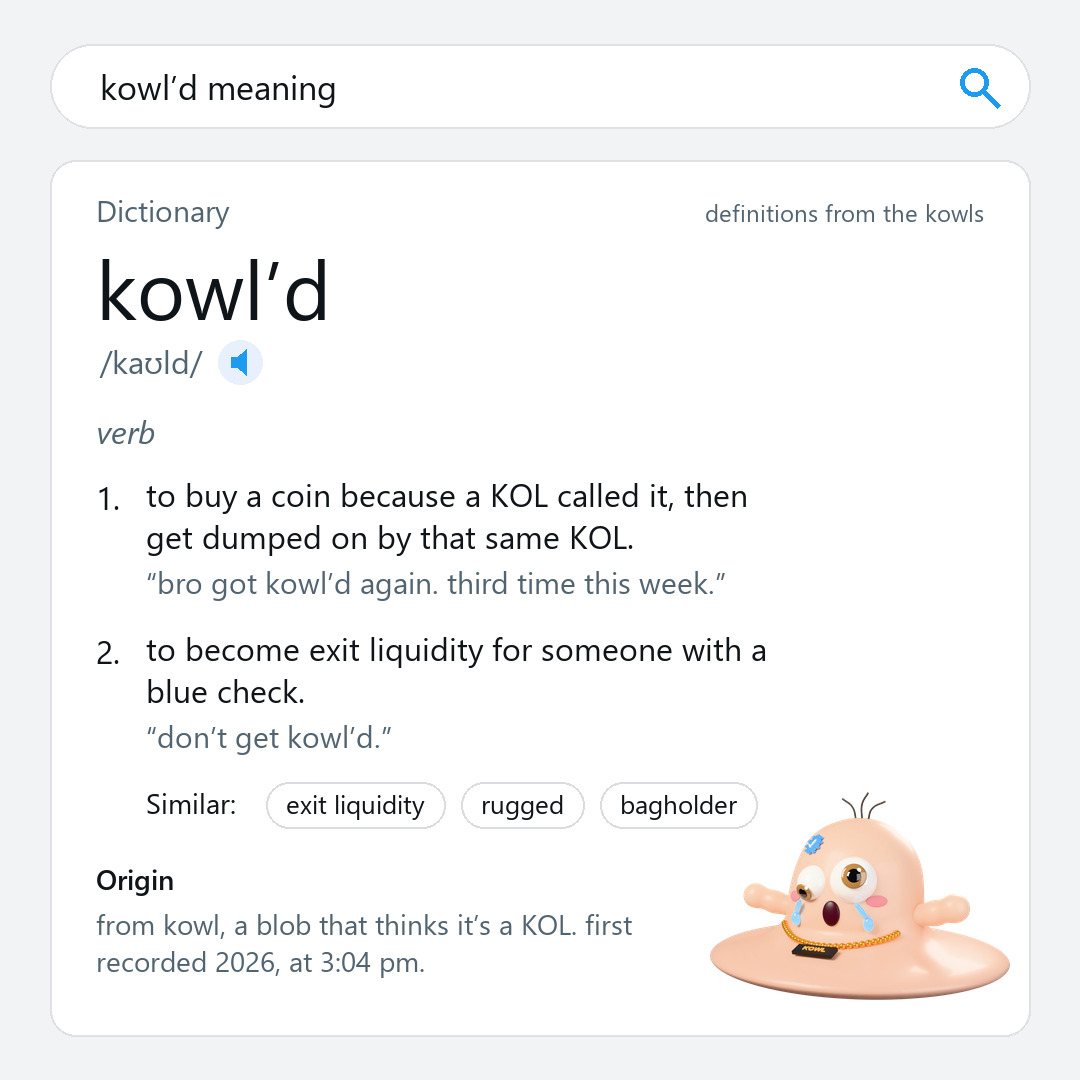 kowl’d meaning
Dictionary
definitions from the kowls
kowl’d
/kaʊld/
verb
1. to buy a coin because a KOL called it, then
get dumped on by that same KOL.
“bro got kowl’d again. third time this week.”
2. to become exit liquidity for someone with a
blue check.
“don’t get kowl’d.”
Similar: exit liquidity rugged bagholder
Origin
from kowl, a blob that thinks it’s a KOL. first
recorded 2026, at 3:04 pm.
KOWL